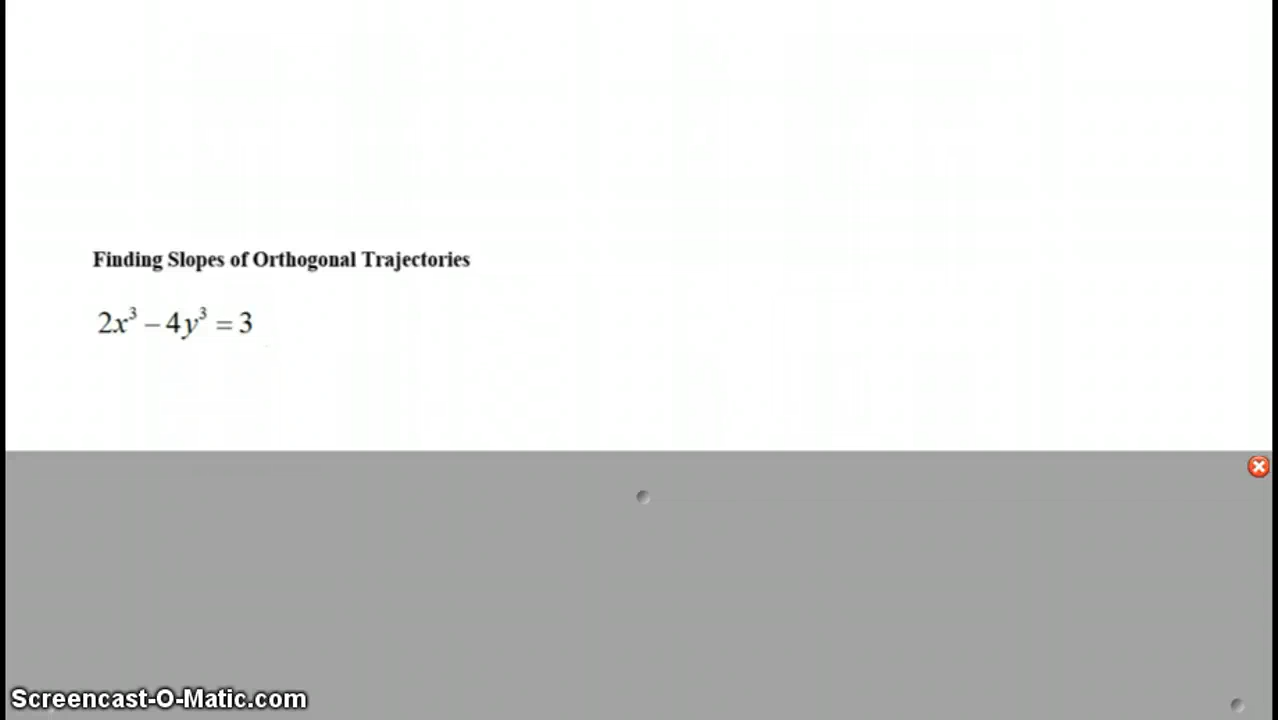 Finding Slopes of Orthogonal Trajectories
2x³ – 4y³ = 3
Screencast-O-Matic.com